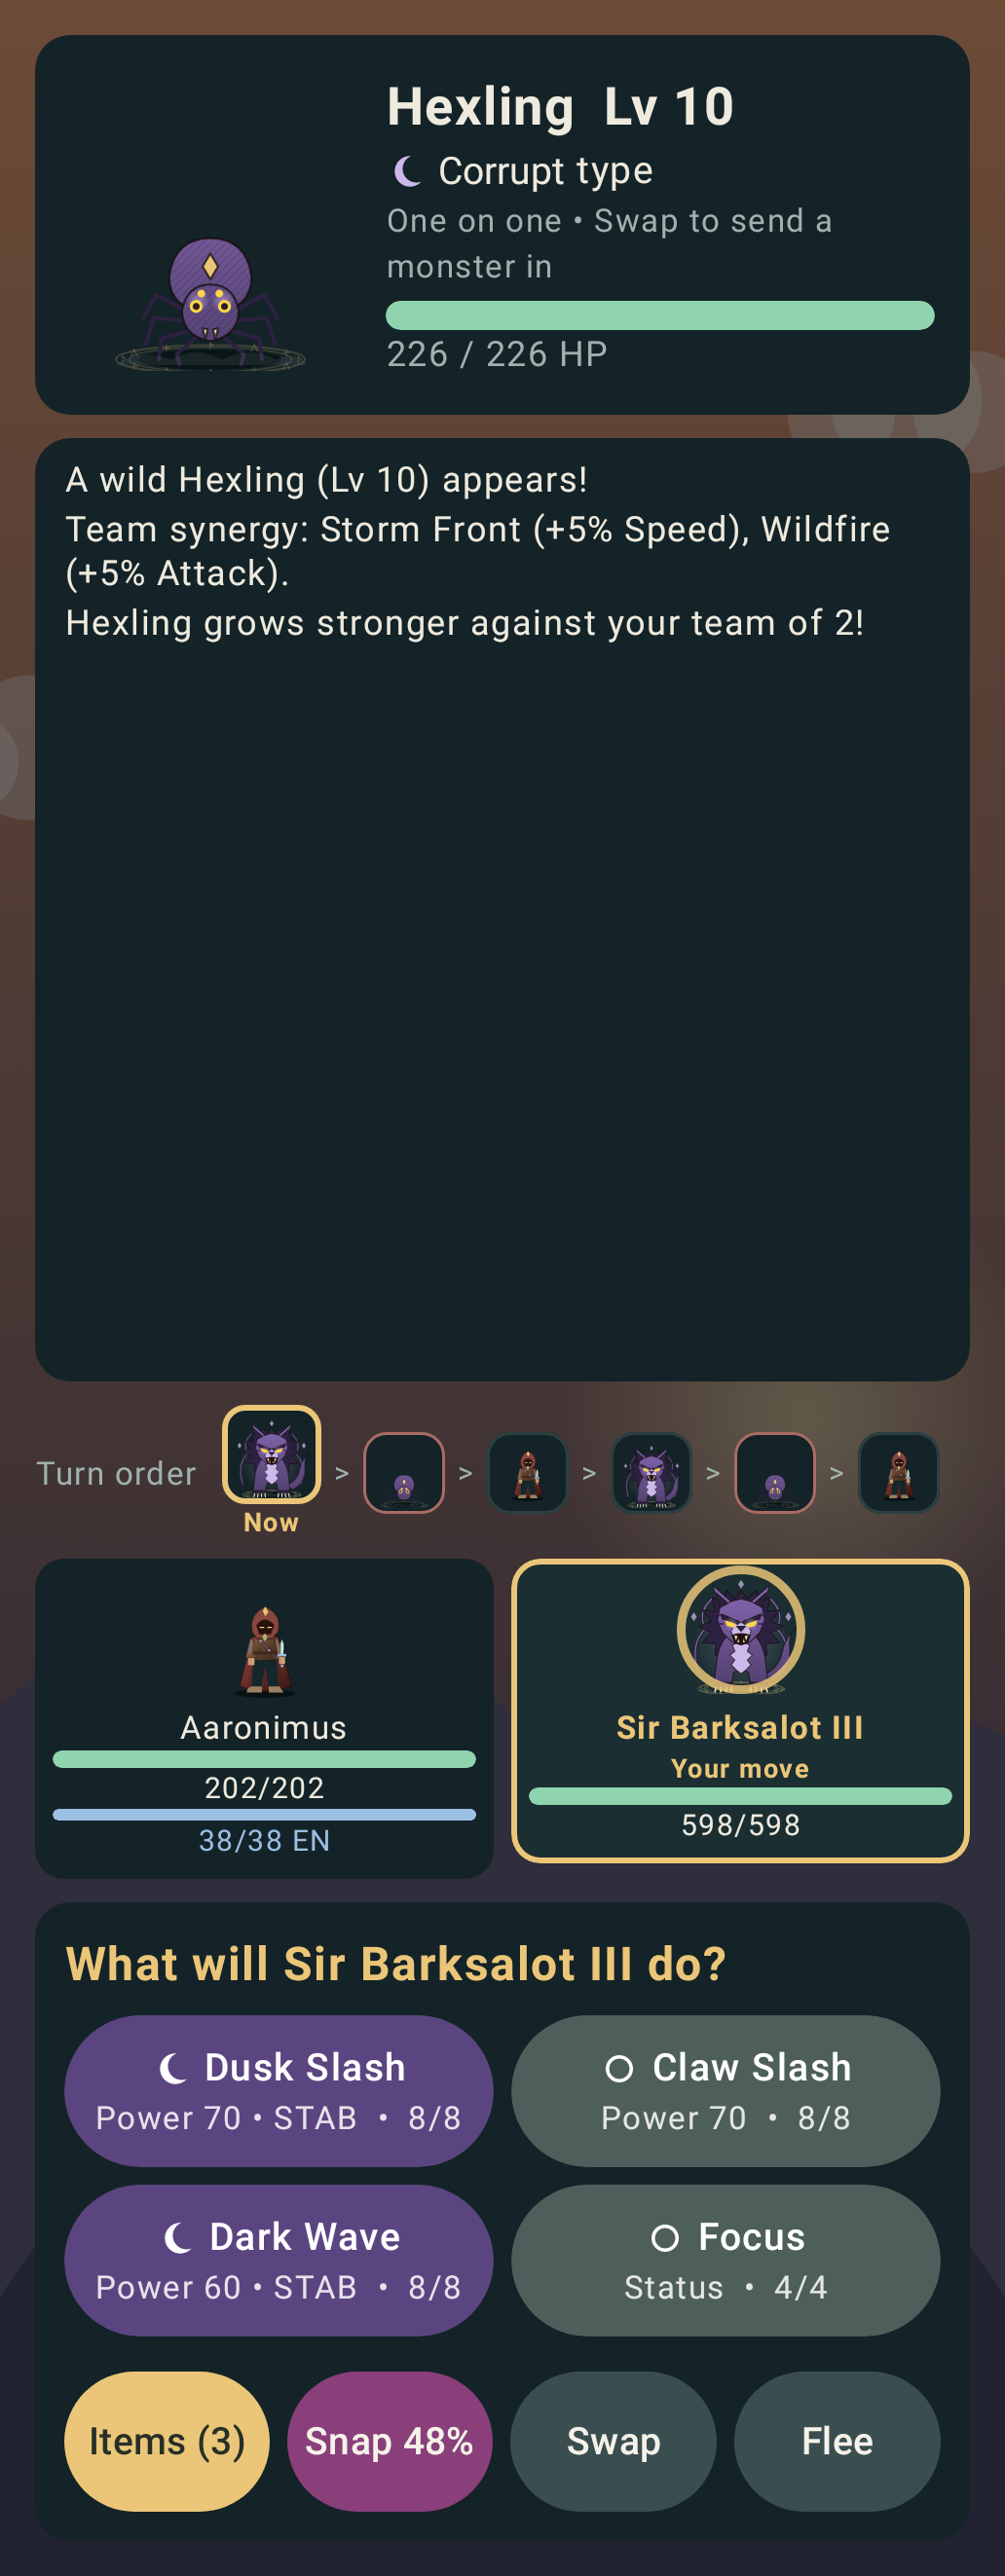 Hexling  Lv 10
Corrupt type
One on one • Swap to send a
monster in
226 / 226 HP
A wild Hexling (Lv 10) appears!
Team synergy: Storm Front (+5% Speed), Wildfire
(+5% Attack).
Hexling grows stronger against your team of 2!
Turn order > > > > >
Now
Aaronimus
202/202
38/38 EN
Sir Barksalot III
Your move
598/598
What will Sir Barksalot III do?
Dusk Slash
Power 70 • STAB • 8/8
Claw Slash
Power 70 • 8/8
Dark Wave
Power 60 • STAB • 8/8
Focus
Status • 4/4
Items (3)
Snap 48%
Swap
Flee